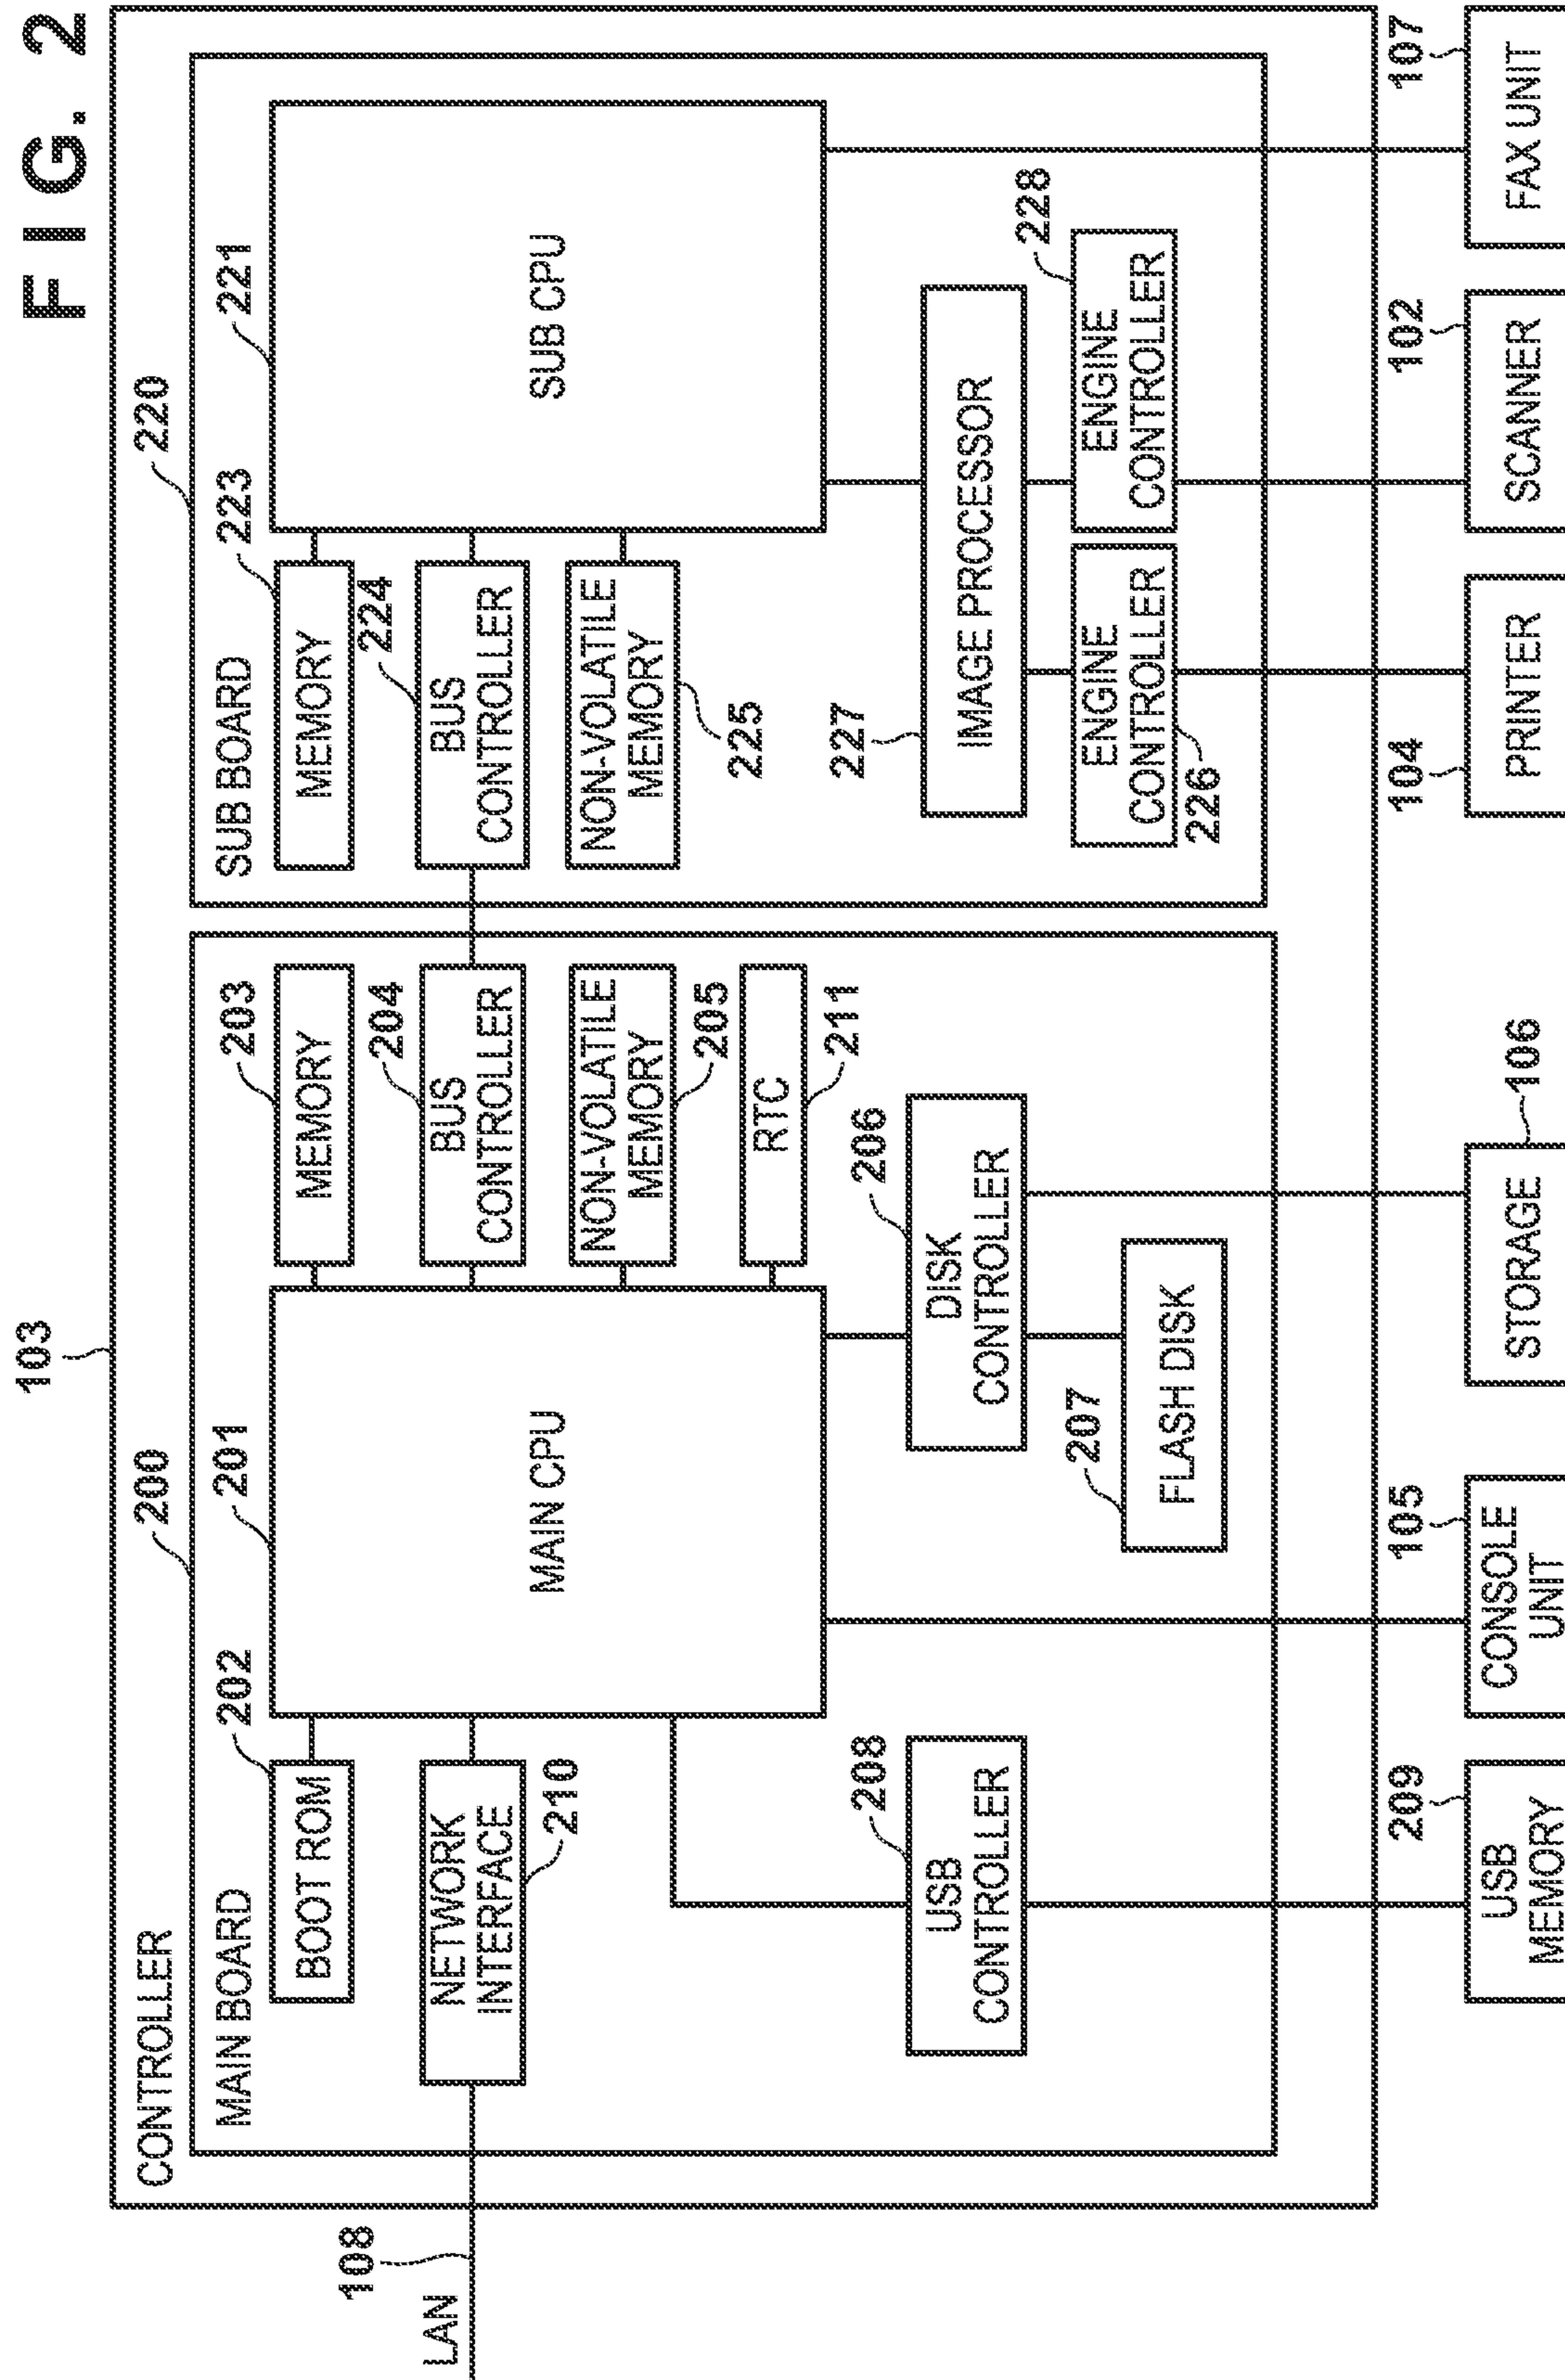 FIG. 2
103
CONTROLLER
200
220
MAIN BOARD
202
201
203
SUB BOARD
223
221
BOOT ROM
MEMORY
MEMORY
108
204
224
LAN
NETWORK
INTERFACE
210
MAIN CPU
BUS
CONTROLLER
BUS
CONTROLLER
SUB CPU
NON-VOLATILE
MEMORY
205
NON-VOLATILE
MEMORY
225
RTC
211
208
206
227
USB
CONTROLLER
DISK
CONTROLLER
IMAGE PROCESSOR
228
207
FLASH DISK
ENGINE
CONTROLLER
226
ENGINE
CONTROLLER
209
105
106
104
102
107
USB
MEMORY
CONSOLE
UNIT
STORAGE
PRINTER
SCANNER
FAX UNIT